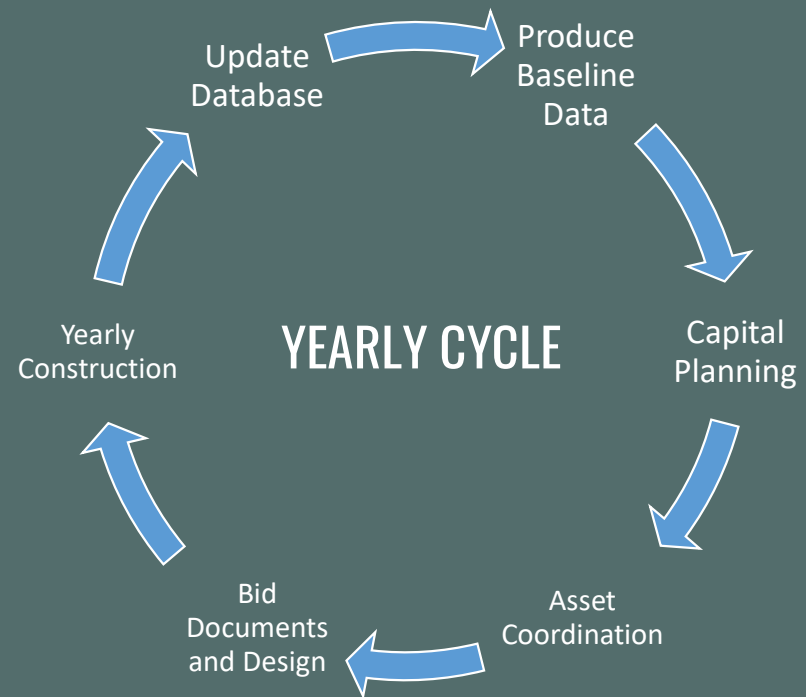 Update
Database
Produce
Baseline
Data
Yearly
Construction
YEARLY CYCLE
Capital
Planning
Bid
Documents
and Design
Asset
Coordination